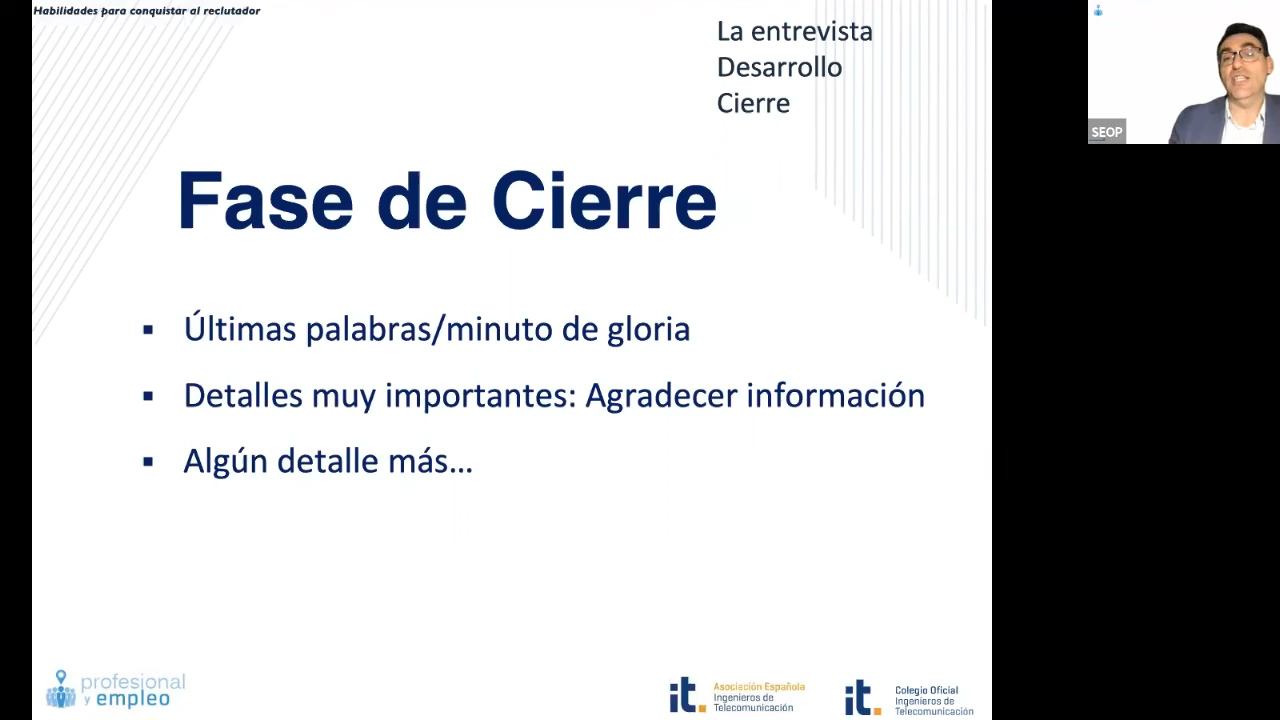 Habilidades para conquistar al reclutador
La entrevista
Desarrollo
Cierre
SEOP
Fase de Cierre
▪ Últimas palabras/minuto de gloria
▪ Detalles muy importantes: Agradecer información
▪ Algún detalle más...
profesional
y empleo
it.
Asociación Española
Ingenieros de
Telecomunicación
it.
Colegio Oficial
Ingenieros de
Telecomunicación